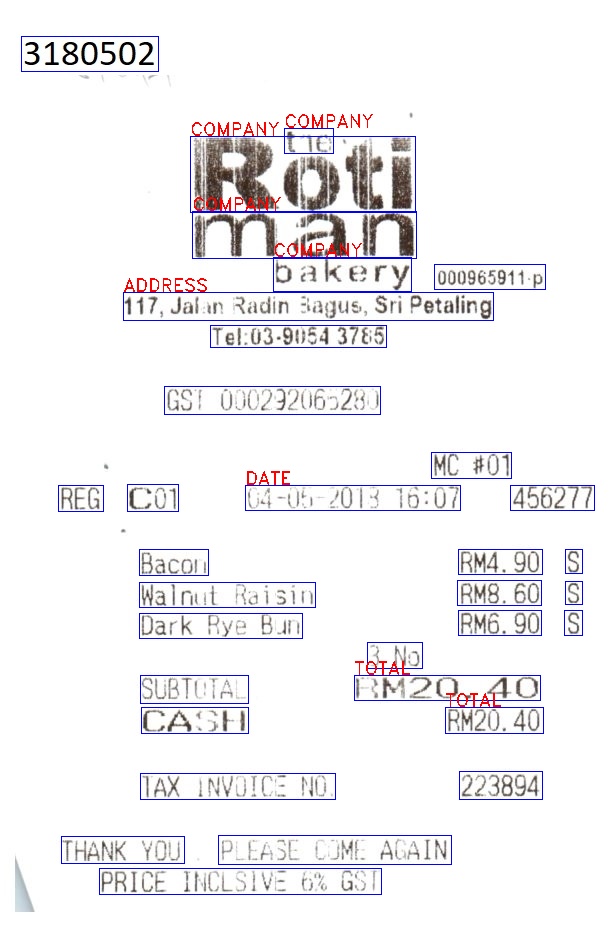 3180502
COMPANY COMPANY
the
Roti
COMPANY
man
COMPANY
bakery 000965911-p
ADDRESS
117, Jalan Radin Bagus, Sri Petaling
Tel:03-9054 3785
GST 000292065280
MC #01
DATE
REG C01 04-05-2018 16:07 456277
Bacon RM4.90 S
Walnut Raisin RM8.60 S
Dark Rye Bun RM6.90 S
3 No
TOTAL
SUBTOTAL RM20.40
TOTAL
CASH RM20.40
TAX INVOICE NO. 223894
THANK YOU . PLEASE COME AGAIN
PRICE INCLSIVE 6% GST